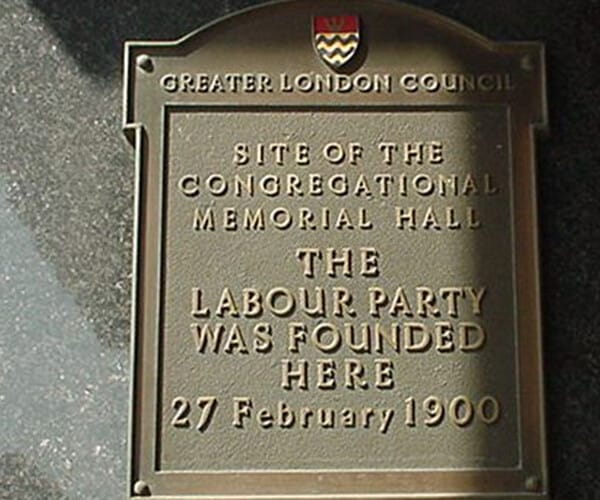 GREATER LONDON COUNCIL
SITE OF THE
CONGREGATIONAL
MEMORIAL HALL
THE
LABOUR PARTY
WAS FOUNDED
HERE
27 February 1900